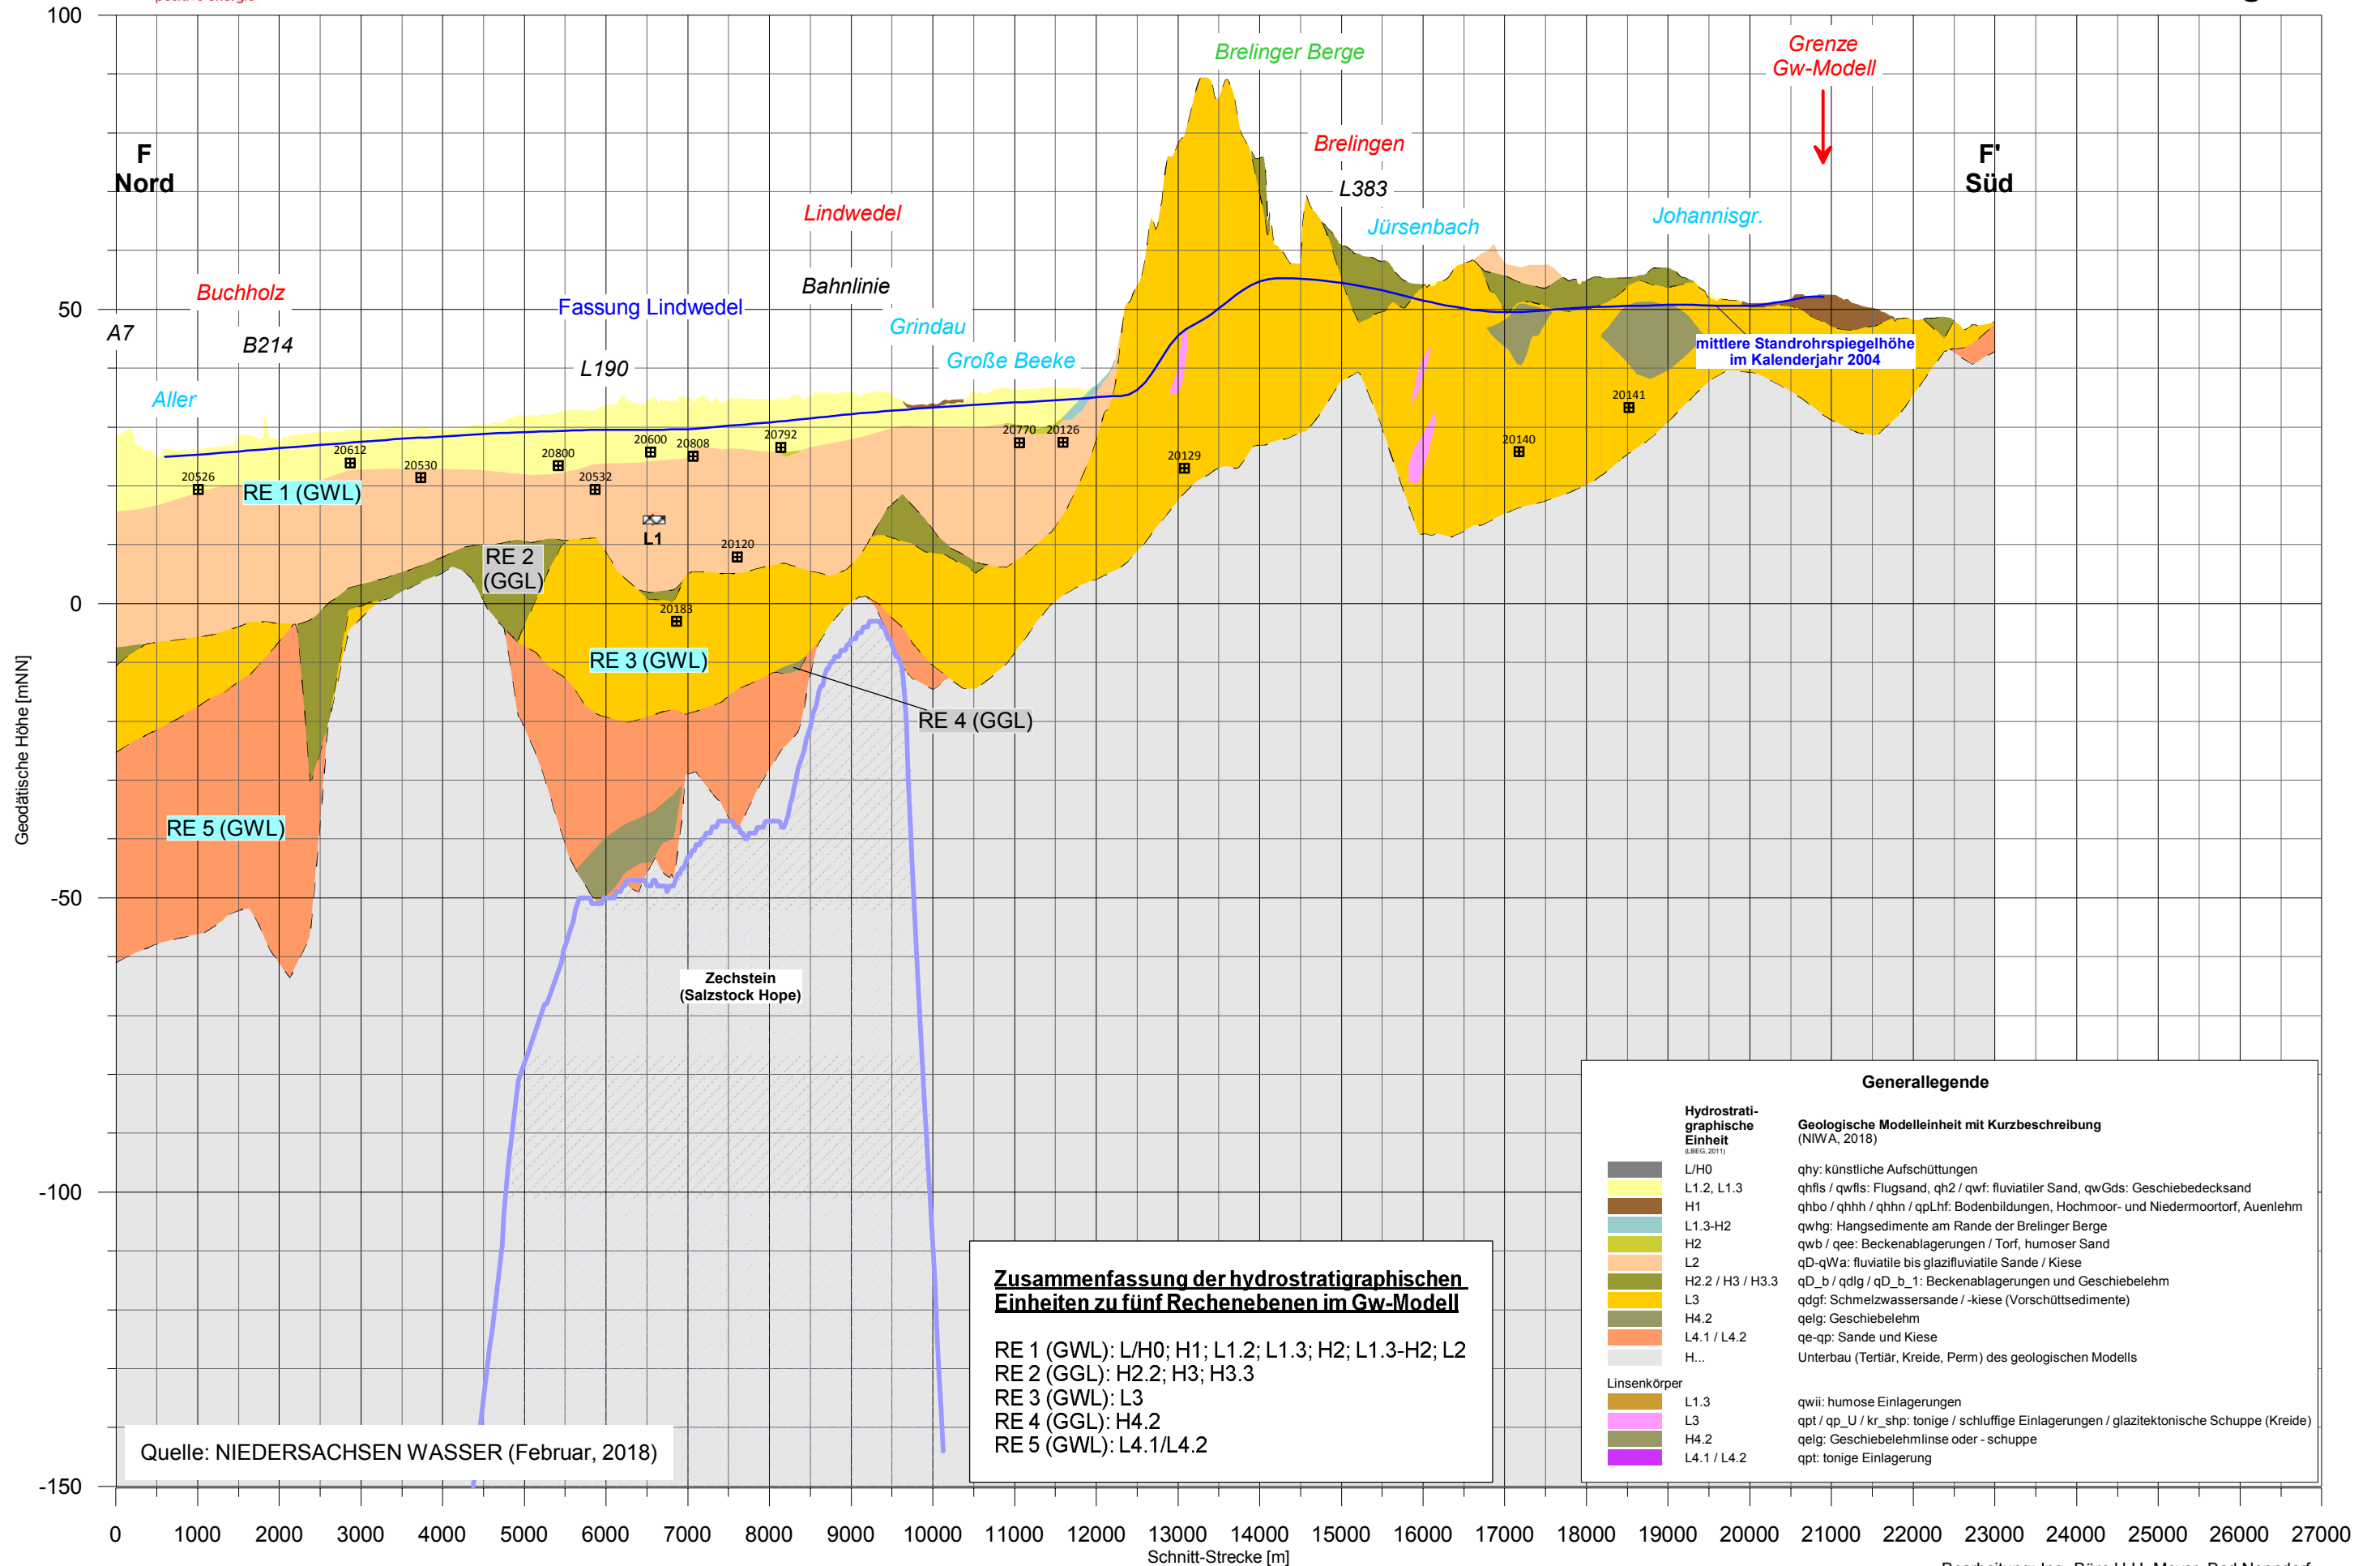 100
50
0
-50
-100
-150
Geodätische Höhe [mNN]
F
Nord
A7
Aller
Buchholz
B214
Fassung Lindwedel
L190
Lindwedel
Bahnlinie
Grindau
Große Beeke
Brelinger Berge
Brelingen
L383
Jürsenbach
Johannisgr.
Grenze
Gw-Modell
F'
Süd
mittlere Standrohrspiegelhöhe
im Kalenderjahr 2004
20526
20612
20530
20800
20532
20600
20808
20792
20120
20183
20770
20126
20129
20140
20141
L1
RE 1 (GWL)
RE 2
(GGL)
RE 3 (GWL)
RE 4 (GGL)
RE 5 (GWL)
Zechstein
(Salzstock Hope)
Quelle: NIEDERSACHSEN WASSER (Februar, 2018)
Zusammenfassung der hydrostratigraphischen
Einheiten zu fünf Rechenebenen im Gw-Modell
RE 1 (GWL): L/H0; H1; L1.2; L1.3; H2; L1.3-H2; L2
RE 2 (GGL): H2.2; H3; H3.3
RE 3 (GWL): L3
RE 4 (GGL): H4.2
RE 5 (GWL): L4.1/L4.2
Generallegende
Hydrostrati-
graphische
Einheit
(LBEG, 2011)
Geologische Modelleinheit mit Kurzbeschreibung
(NIWA, 2018)
L/H0 qhy: künstliche Aufschüttungen
L1.2, L1.3 qhfls / qwfls: Flugsand, qh2 / qwf: fluviatiler Sand, qwGds: Geschiebedecksand
H1 qhbo / qhhh / qhhn / qpLhf: Bodenbildungen, Hochmoor- und Niedermoortorf, Auenlehm
L1.3-H2 qwhg: Hangsedimente am Rande der Brelinger Berge
H2 qwb / qee: Beckenablagerungen / Torf, humoser Sand
L2 qD-qWa: fluviatile bis glazifluviatile Sande / Kiese
H2.2 / H3 / H3.3 qD_b / qdlg / qD_b_1: Beckenablagerungen und Geschiebelehm
L3 qdgf: Schmelzwassersande / -kiese (Vorschüttsedimente)
H4.2 qelg: Geschiebelehm
L4.1 / L4.2 qe-qp: Sande und Kiese
H... Unterbau (Tertiär, Kreide, Perm) des geologischen Modells
Linsenkörper
L1.3 qwii: humose Einlagerungen
L3 qpt / qp_U / kr_shp: tonige / schluffige Einlagerungen / glazitektonische Schuppe (Kreide)
H4.2 qelg: Geschiebelehmlinse oder - schuppe
L4.1 / L4.2 qpt: tonige Einlagerung
0 1000 2000 3000 4000 5000 6000 7000 8000 9000 10000 11000 12000 13000 14000 15000 16000 17000 18000 19000 20000 21000 22000 23000 24000 25000 26000 27000
Schnitt-Strecke [m]